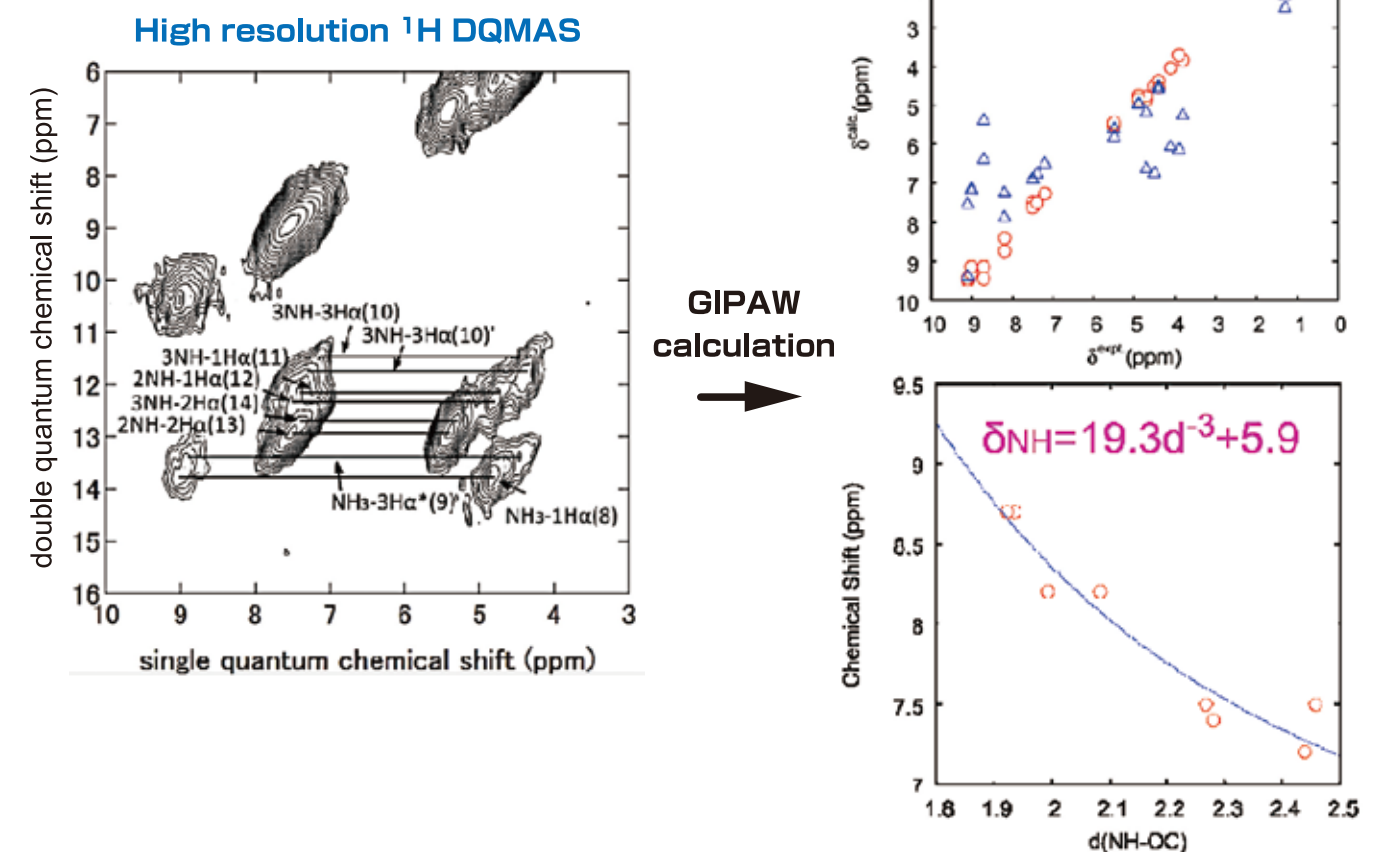 High resolution ¹H DQMAS
double quantum chemical shift (ppm)
6
7
8
9
10
11
12
13
14
15
16
3NH-3Hα(10)
3NH-3Hα(10)'
3NH-1Hα(11)
2NH-1Hα(12)
3NH-2Hα(14)
2NH-2Hα(13)
NH₃-3Hα*(9)'
NH₃-1Hα(8)
10 9 8 7 6 5 4 3
single quantum chemical shift (ppm)
GIPAW
calculation
δcalc.(ppm)
3
4
5
6
7
8
9
10
10 9 8 7 6 5 4 3 2 1 0
δexpt (ppm)
δNH=19.3d⁻³+5.9
Chemical Shift (ppm)
9.5
9
8.5
8
7.5
7
1.8 1.9 2 2.1 2.2 2.3 2.4 2.5
d(NH-OC)